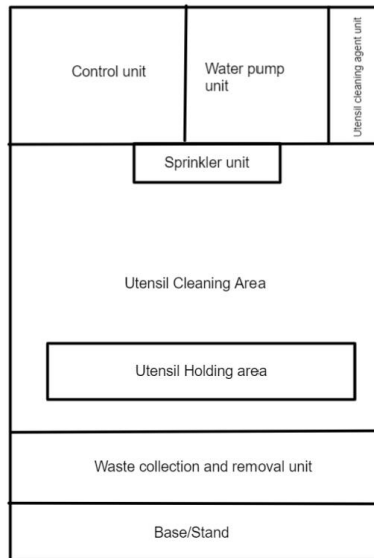 Control unit
Water pump
unit
Utensil cleaning agent unit
Sprinkler unit
Utensil Cleaning Area
Utensil Holding area
Waste collection and removal unit
Base/Stand